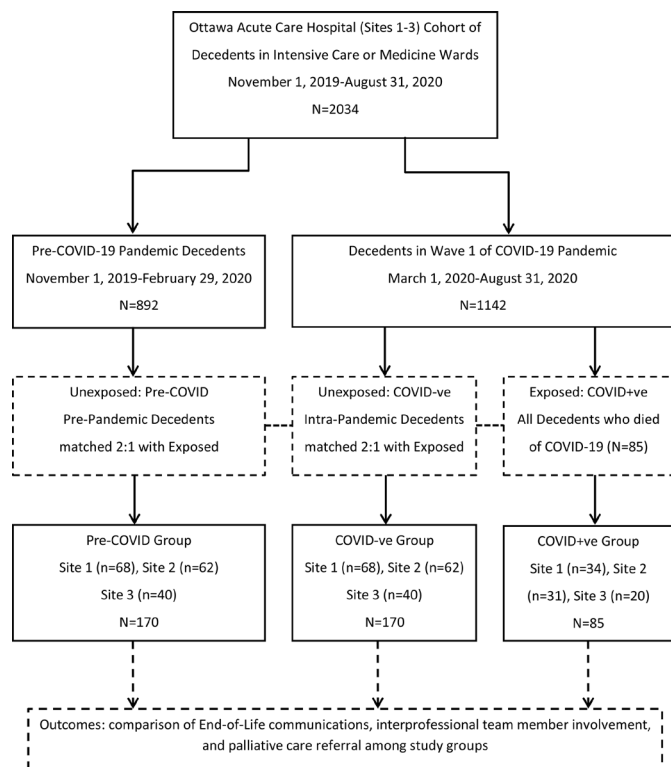 Ottawa Acute Care Hospital (Sites 1-3) Cohort of
Decedents in Intensive Care or Medicine Wards
November 1, 2019-August 31, 2020
N=2034
Pre-COVID-19 Pandemic Decedents
November 1, 2019-February 29, 2020
N=892
Decedents in Wave 1 of COVID-19 Pandemic
March 1, 2020-August 31, 2020
N=1142
Unexposed: Pre-COVID
Pre-Pandemic Decedents
matched 2:1 with Exposed
Unexposed: COVID-ve
Intra-Pandemic Decedents
matched 2:1 with Exposed
Exposed: COVID+ve
All Decedents who died
of COVID-19 (N=85)
Pre-COVID Group
Site 1 (n=68), Site 2 (n=62)
Site 3 (n=40)
N=170
COVID-ve Group
Site 1 (n=68), Site 2 (n=62)
Site 3 (n=40)
N=170
COVID+ve Group
Site 1 (n=34), Site 2
(n=31), Site 3 (n=20)
N=85
Outcomes: comparison of End-of-Life communications, interprofessional team member involvement,
and palliative care referral among study groups